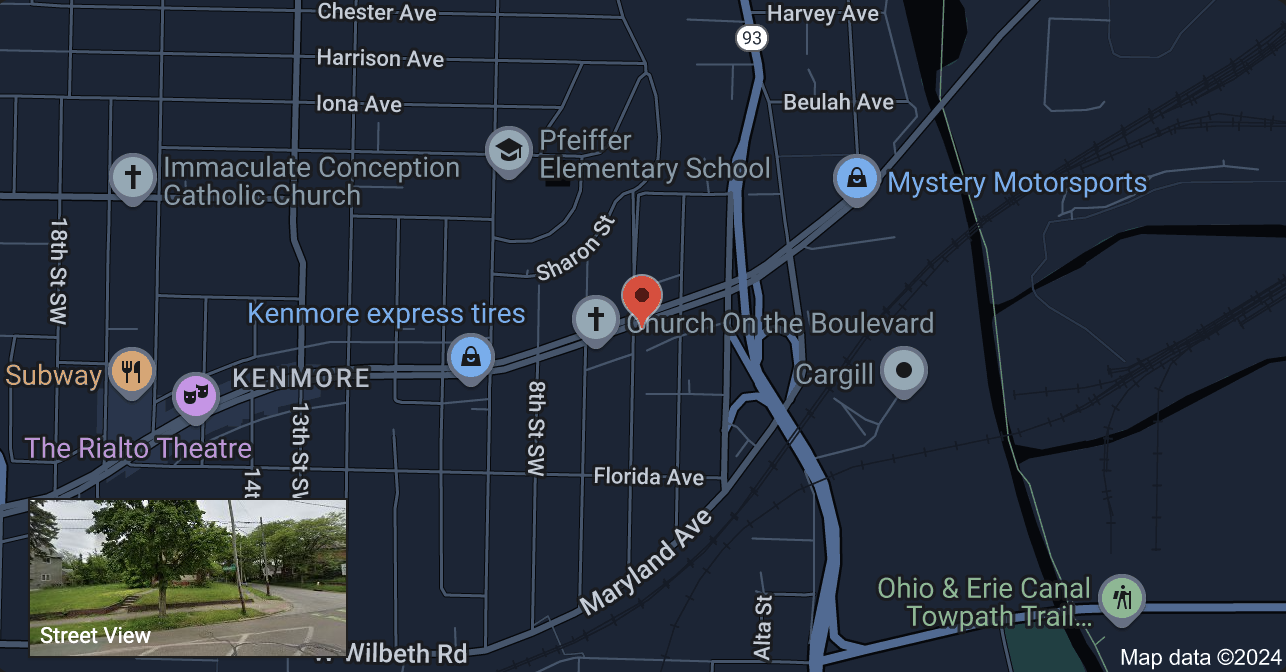 Chester Ave
Harvey Ave
93
Harrison Ave
Iona Ave
Beulah Ave
Pfeiffer
Elementary School
Immaculate Conception
Catholic Church
Mystery Motorsports
18th St SW
Sharon St
Kenmore express tires
Church On the Boulevard
Subway
KENMORE
Cargill
The Rialto Theatre
13th St SW
8th St SW
14t
Florida Ave
Maryland Ave
Ohio & Erie Canal
Towpath Trail...
Alta St
Street View
Wilbeth Rd
Map data ©2024